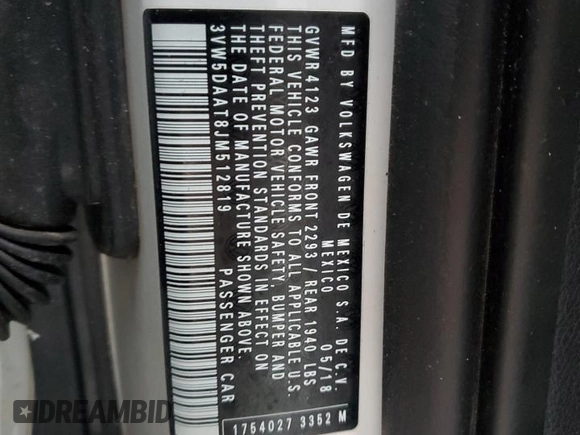 MFD BY VOLKSWAGEN DE MEXICO S.A. DE C.V.
MEXICO 05/18
GVWR 4123 GAWR FRONT 2293 / REAR 1940 LBS
THIS VEHICLE CONFORMS TO ALL APPLICABLE U.S.
FEDERAL MOTOR VEHICLE SAFETY, BUMPER AND
THEFT PREVENTION STANDARDS IN EFFECT ON
THE DATE OF MANUFACTURE SHOWN ABOVE.
3VW5DAAT8JM512819 PASSENGER CAR
1754027 3352 M
DREAMBID